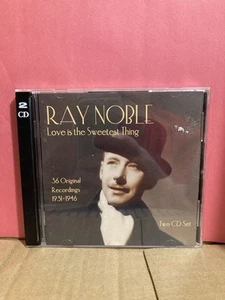 2
CD
RAY NOBLE
Love is the Sweetest Thing
36 Original
Recordings
1931-1946
Two CD Set